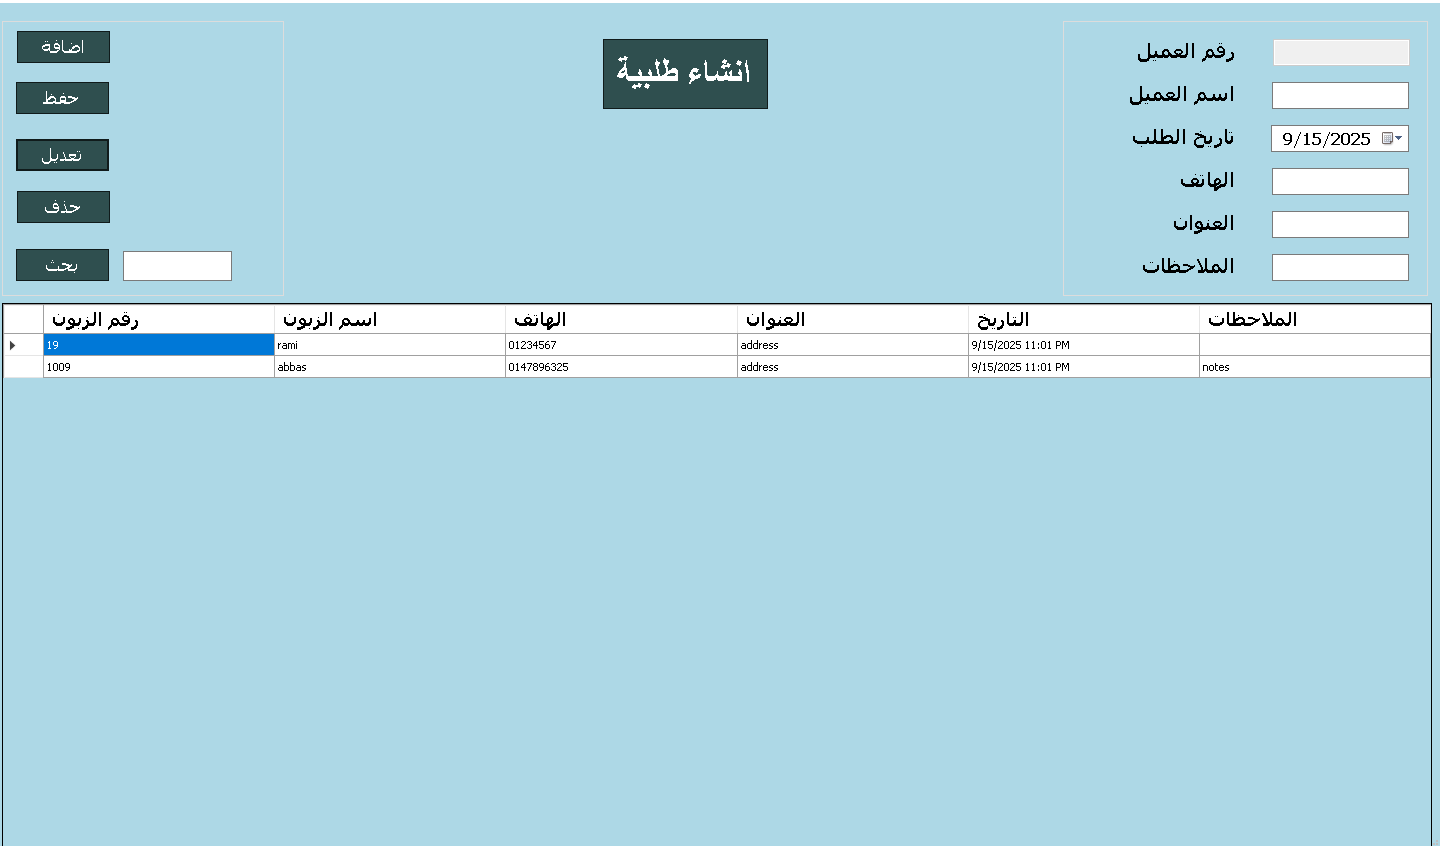 انشاء طلبية
رقم العميل
اسم العميل
تاريخ الطلب 9/15/2025
الهاتف
العنوان
الملاحظات
اضافة
حفظ
تعديل
حذف
بحث
رقم الزبون اسم الزبون الهاتف العنوان التاريخ الملاحظات
19 rami 01234567 address 9/15/2025 11:01 PM
1009 abbas 0147896325 address 9/15/2025 11:01 PM notes